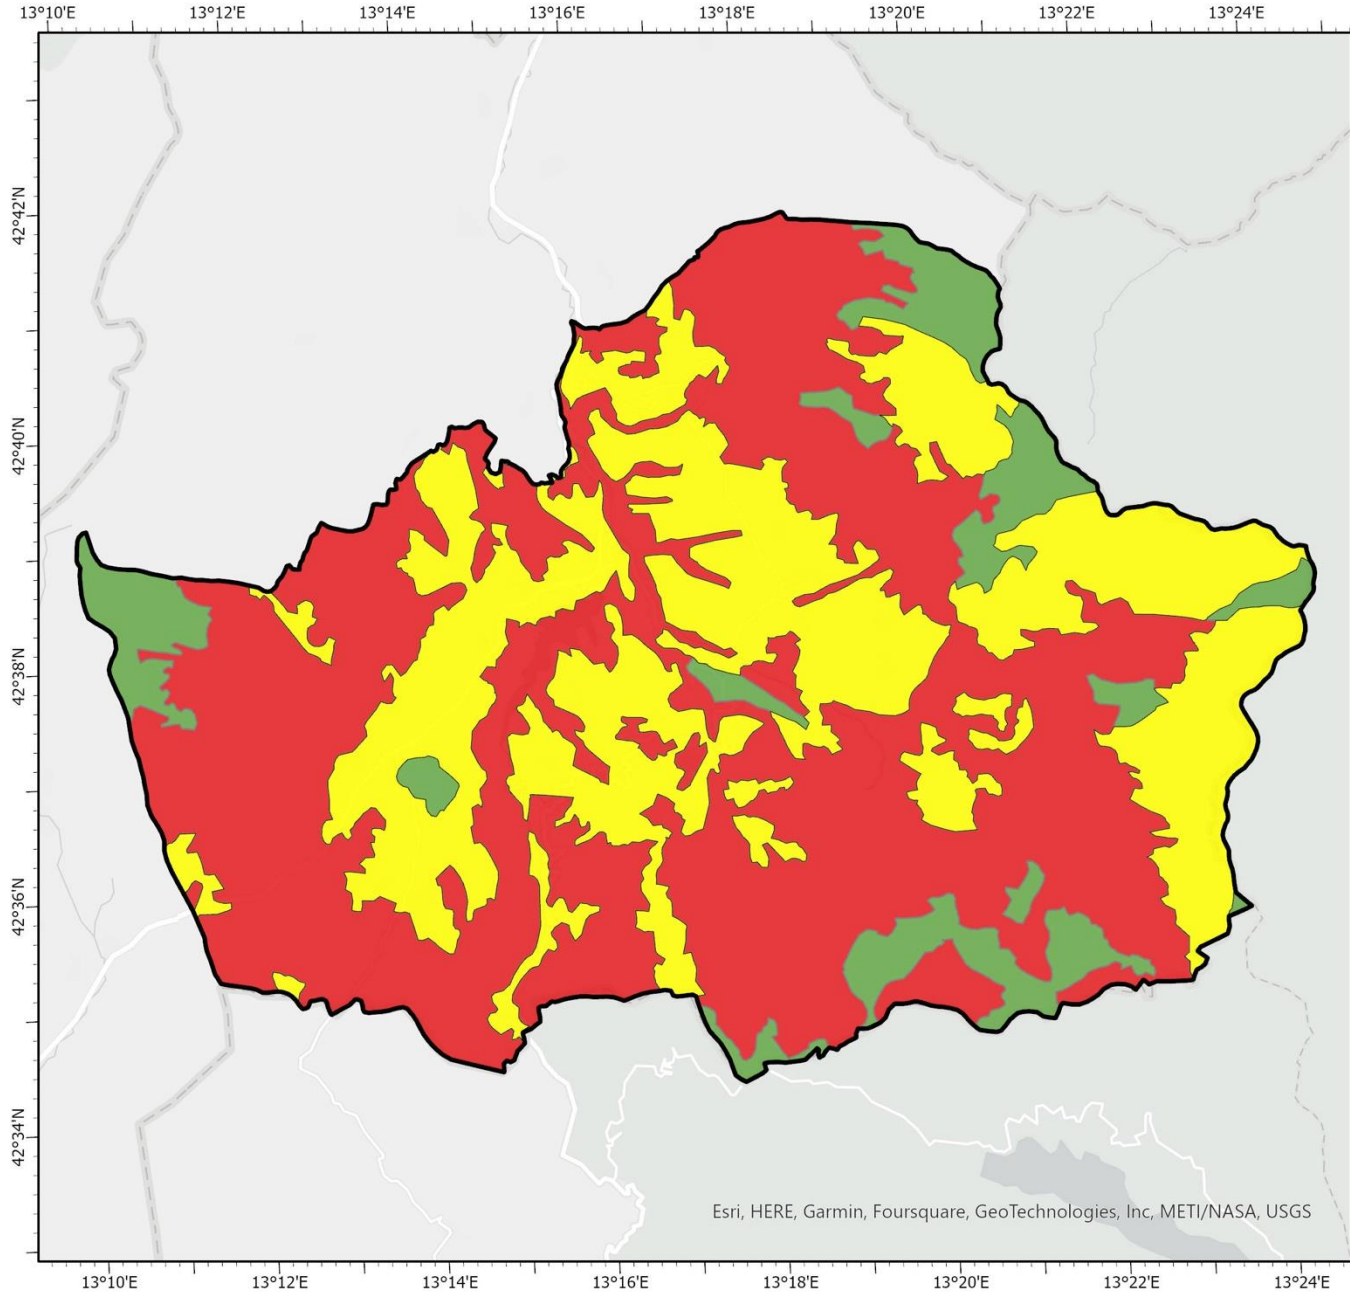 13°10'E 13°12'E 13°14'E 13°16'E 13°18'E 13°20'E 13°22'E 13°24'E
42°42'N
42°40'N
42°38'N
42°36'N
42°34'N
Esri, HERE, Garmin, Foursquare, GeoTechnologies, Inc, METI/NASA, USGS
13°10'E 13°12'E 13°14'E 13°16'E 13°18'E 13°20'E 13°22'E 13°24'E